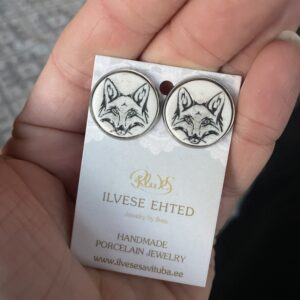 ILVESE EHTED
Jewelry by Ilves
HANDMADE
PORCELAIN JEWELRY
www.ilvesesavituba.ee